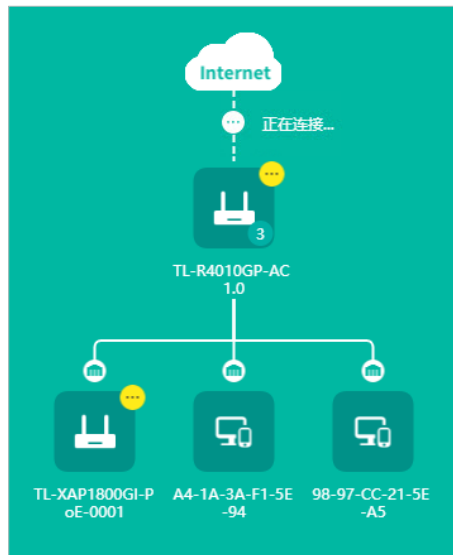 Internet
正在连接...
3
TL-R4010GP-AC
1.0
TL-XAP1800GI-P
oE-0001
A4-1A-3A-F1-5E
-94
98-97-CC-21-5E
-A5